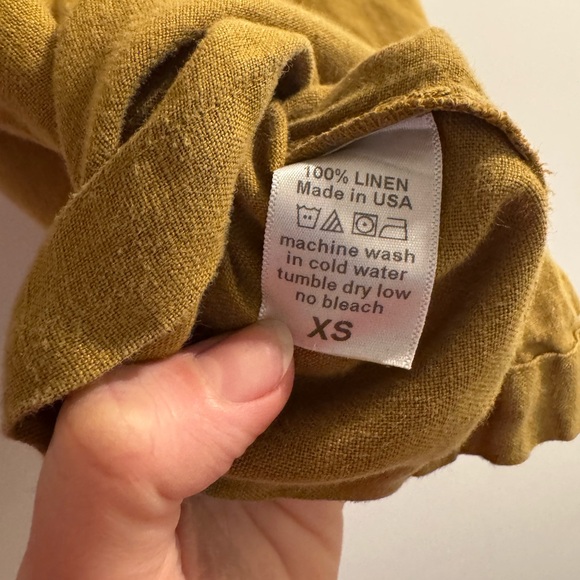 100% LINEN
Made in USA
machine wash
in cold water
tumble dry low
no bleach
XS